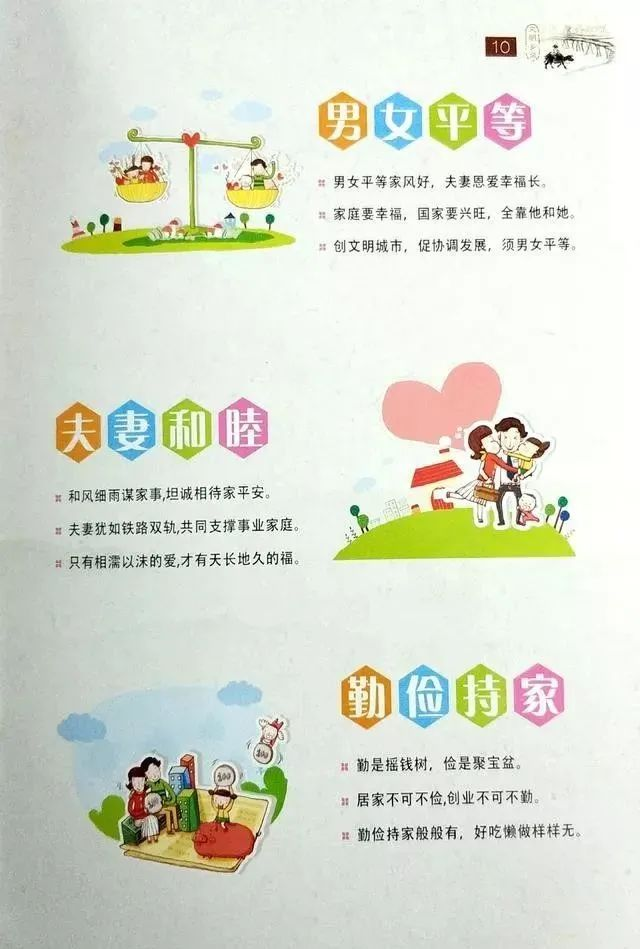 10
文明乡风
男女平等
男女平等家风好，夫妻恩爱幸福长。
家庭要幸福，国家要兴旺，全靠他和她。
创文明城市，促协调发展，须男女平等。
夫妻和睦
和风细雨谋家事,坦诚相待家平安。
夫妻犹如铁路双轨,共同支撑事业家庭。
只有相濡以沫的爱,才有天长地久的福。
勤俭持家
勤是摇钱树，俭是聚宝盆。
居家不可不俭,创业不可不勤。
勤俭持家般般有，好吃懒做样样无。
100
100
100